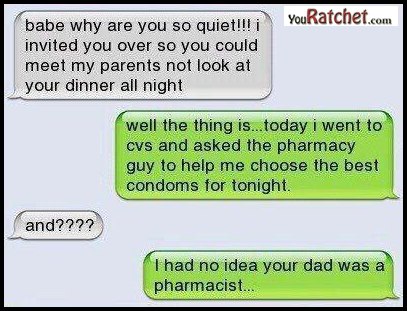 YouRatchet.com
babe why are you so quiet!!! i
invited you over so you could
meet my parents not look at
your dinner all night
well the thing is...today i went to
cvs and asked the pharmacy
guy to help me choose the best
condoms for tonight.
and????
I had no idea your dad was a
pharmacist...